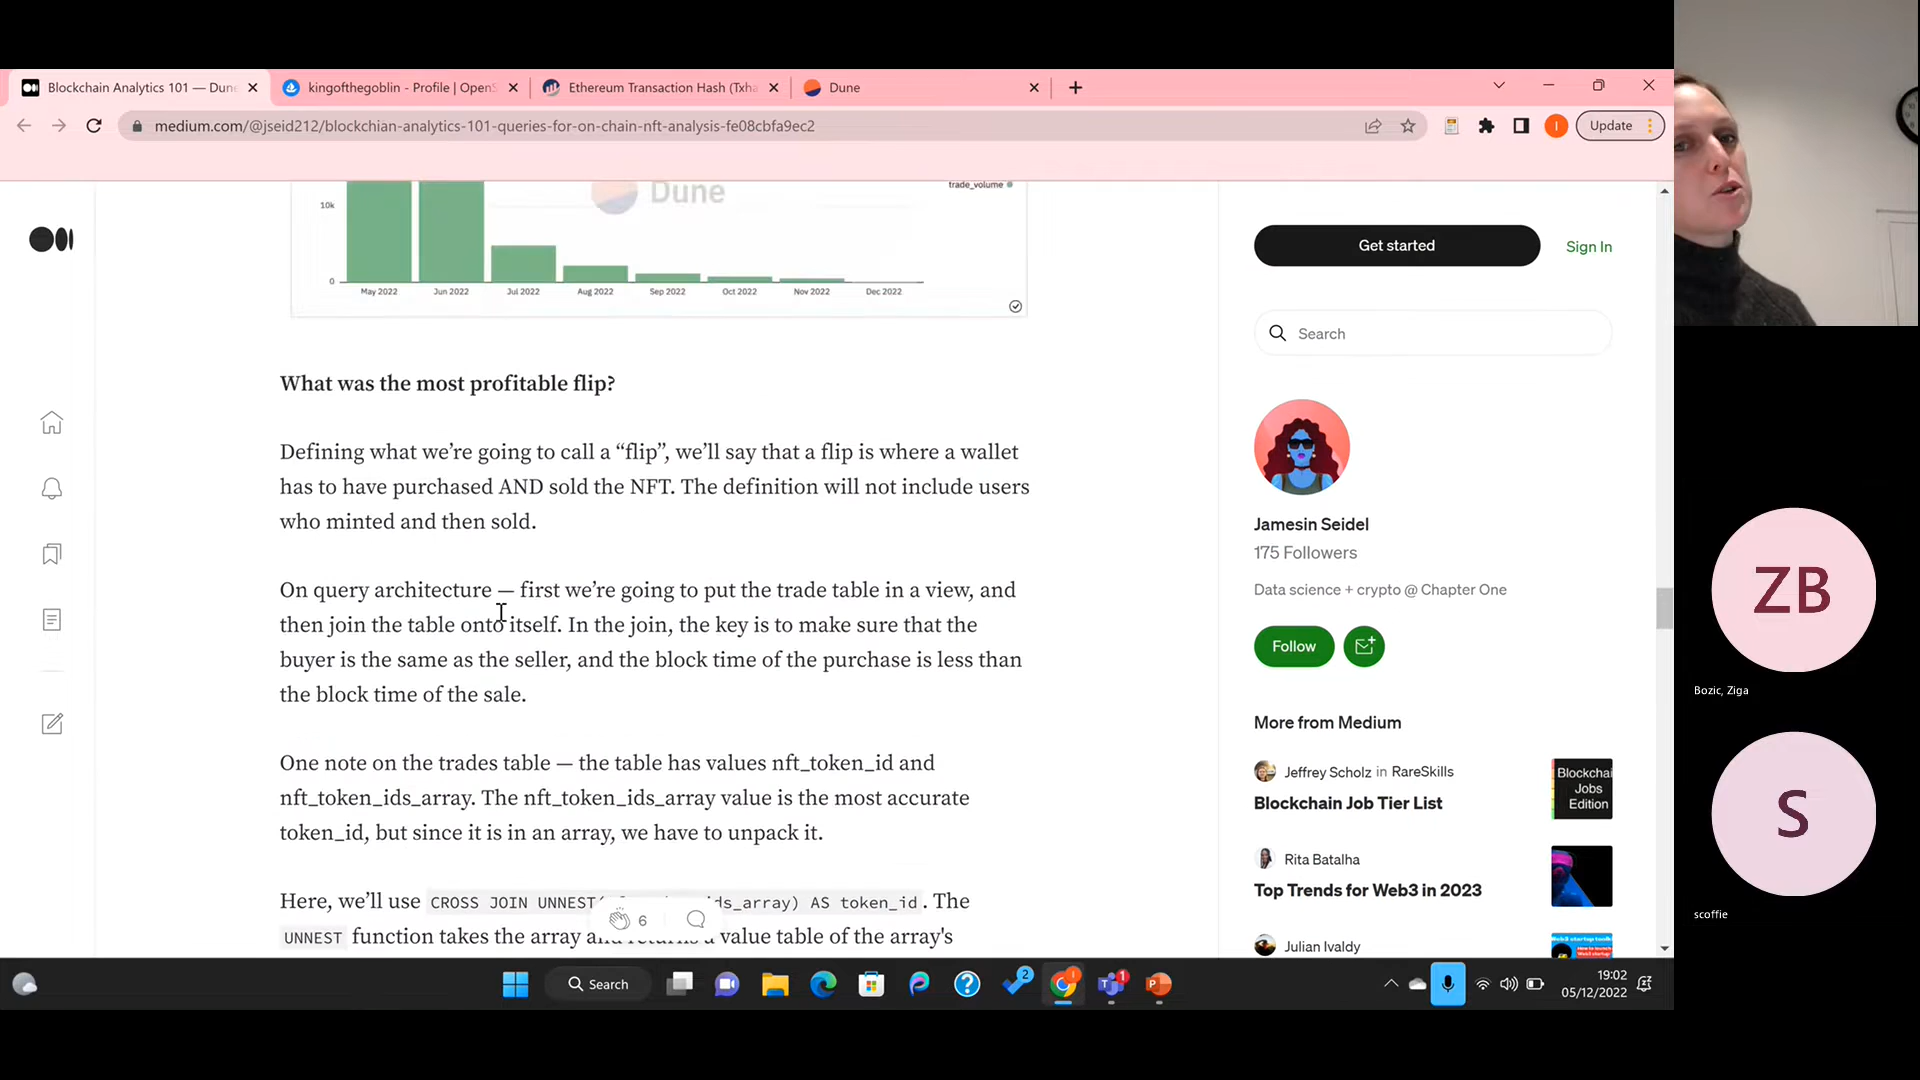 Blockchain Analytics 101 — Dune
kingofthegoblin - Profile | OpenS
Ethereum Transaction Hash (Txha
Dune
medium.com/@jseid212/blockchian-analytics-101-queries-for-on-chain-nft-analysis-fe08cbfa9ec2
I
Update
10k
Dune
trade_volume
0
May 2022 Jun 2022 Jul 2022 Aug 2022 Sep 2022 Oct 2022 Nov 2022 Dec 2022
What was the most profitable flip?
Defining what we’re going to call a “flip”, we’ll say that a flip is where a wallet
has to have purchased AND sold the NFT. The definition will not include users
who minted and then sold.
On query architecture — first we’re going to put the trade table in a view, and
then join the table onto itself. In the join, the key is to make sure that the
buyer is the same as the seller, and the block time of the purchase is less than
the block time of the sale.
One note on the trades table — the table has values nft_token_id and
nft_token_ids_array. The nft_token_ids_array value is the most accurate
token_id, but since it is in an array, we have to unpack it.
Here, we’ll use CROSS JOIN UNNEST( ds_array) AS token_id. The
UNNEST function takes the array and returns a value table of the array's
6
Get started
Sign In
Search
Jamesin Seidel
175 Followers
Data science + crypto @ Chapter One
Follow
More from Medium
Jeffrey Scholz in RareSkills
Blockchain Job Tier List
Blockchai
Jobs
Edition
Rita Batalha
Top Trends for Web3 in 2023
Julian Ivaldy
Search
2
1
19:02
05/12/2022
ZB
Bozic, Ziga
S
scoffie